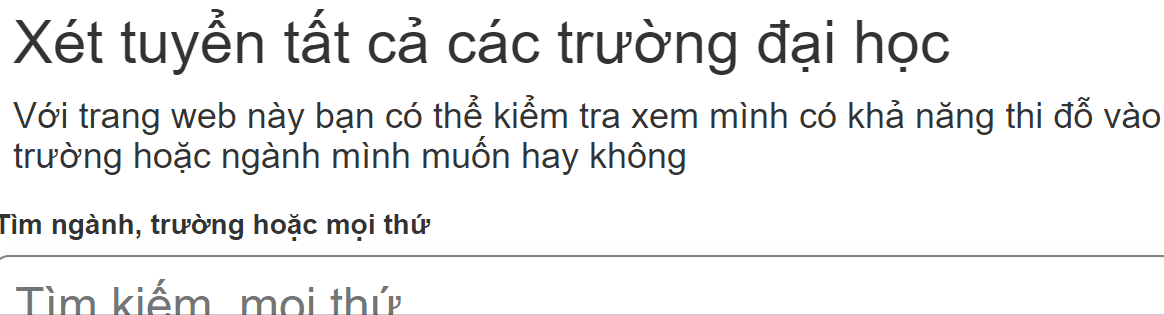 Xét tuyển tất cả các trường đại học
Với trang web này bạn có thể kiểm tra xem mình có khả năng thi đỗ vào
trường hoặc ngành mình muốn hay không
Tìm ngành, trường hoặc mọi thứ
Tìm kiếm mọi thứ